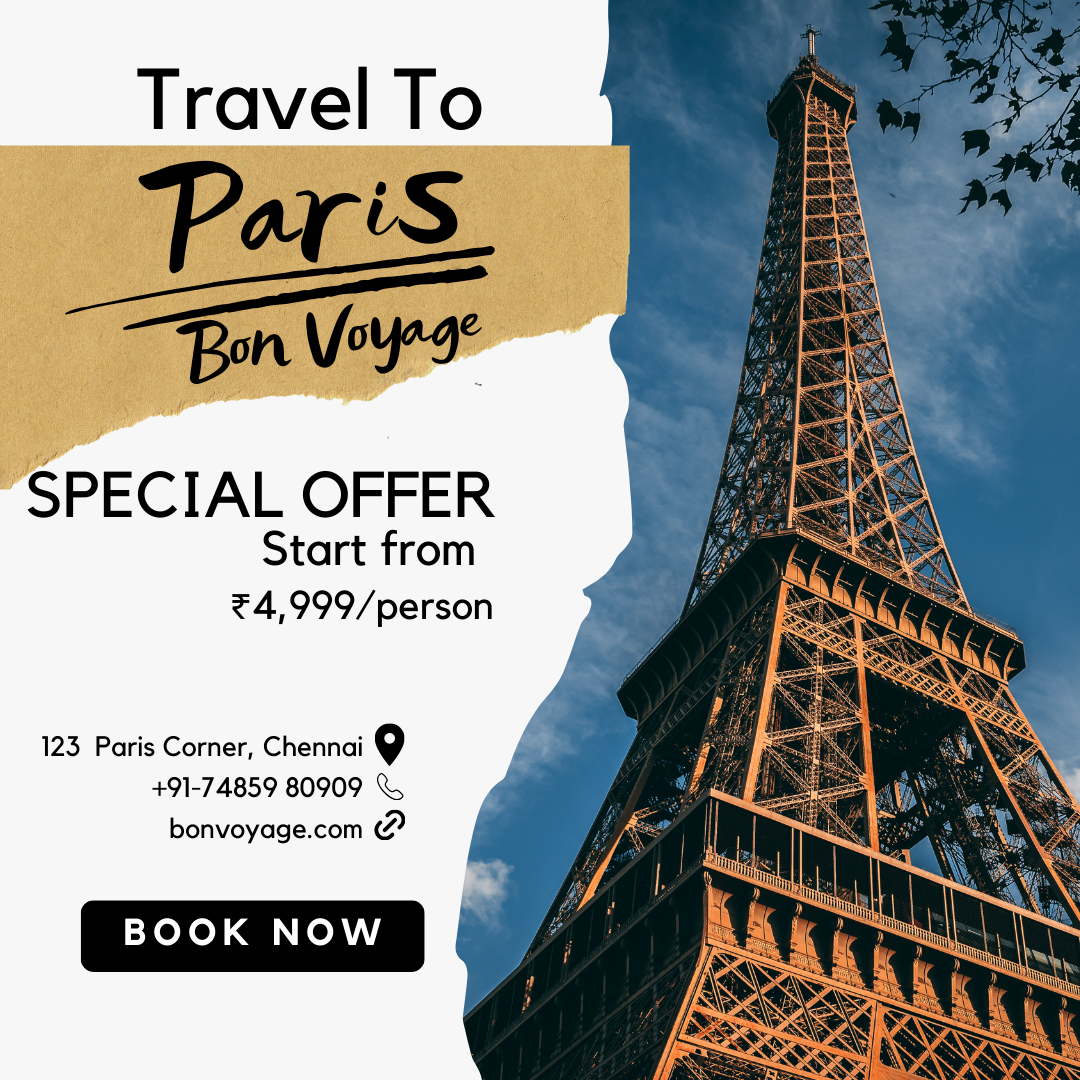 Travel To
Paris
Bon Voyage
SPECIAL OFFER
Start from
₹4,999/person
123 Paris Corner, Chennai
+91-74859 80909
bonvoyage.com
BOOK NOW